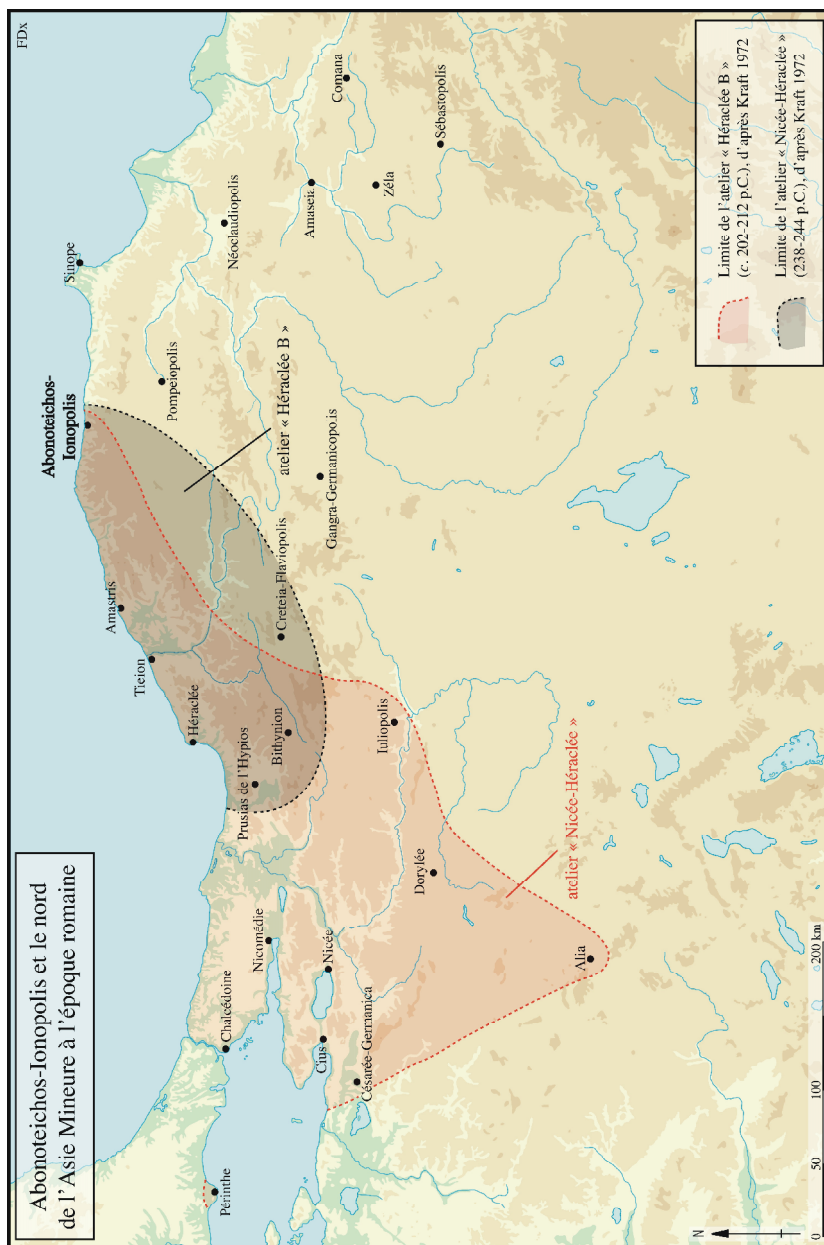 Abonoteichos-Ionopolis et le nord
de l'Asie Mineure à l'époque romaine
FDx
Sinope
Abonoteichos-
Ionopolis
Pompeiopolis
Néoclaudiopolis
Amaseia
Comana
Zéla
Sébastopolis
Amastris
Tieion
Héraclée
atelier « Héraclée B »
Gangra-Germanicopolis
Creteia-Flaviopolis
Bithynion
Prusias de l'Hypios
Iuliopolis
Périnthe
Chalcédoine
Nicomédie
Nicée
Cius
Césarée-Germanica
Dorylée
atelier « Nicée-Héraclée »
Alia
N
0 100 200 km
Limite de l'atelier « Héraclée B »
(c. 202-212 p.C.), d'après Kraft 1972
Limite de l'atelier « Nicée-Héraclée »
(238-244 p.C.), d'après Kraft 1972